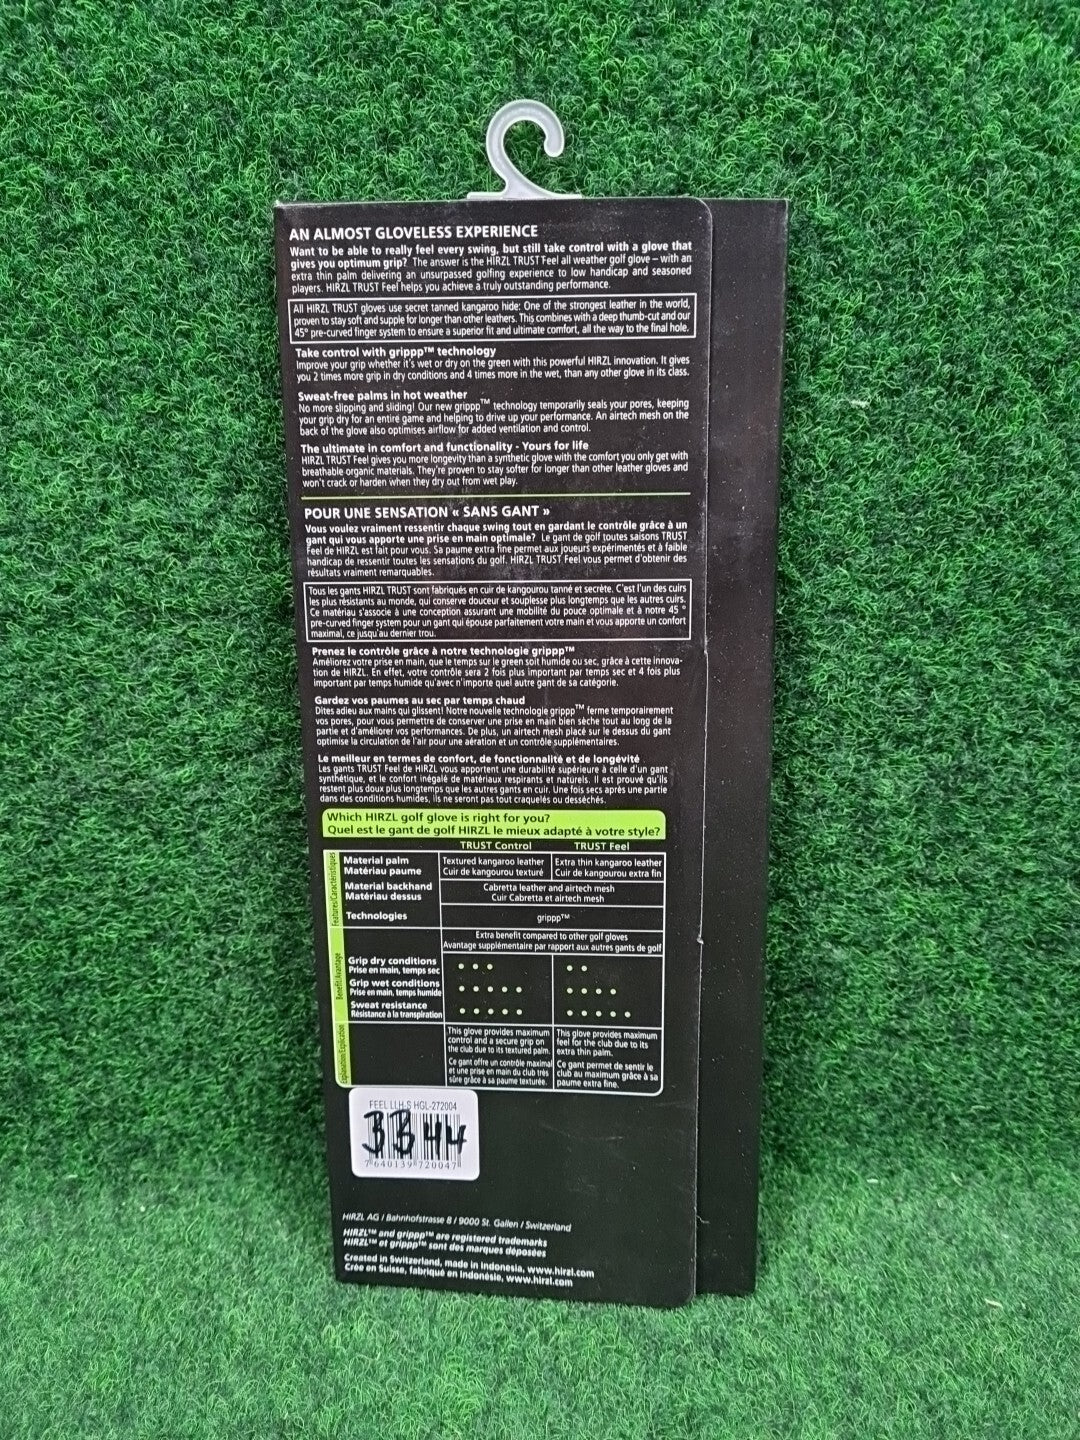 AN ALMOST GLOVELESS EXPERIENCE
Want to be able to really feel every swing, but still take control with a glove that
gives you optimum grip? The answer is the HIRZL TRUST Feel all weather golf glove – with an
extra thin palm delivering an unsurpassed golfing experience to low handicap and seasoned
players. HIRZL TRUST Feel helps you achieve a truly outstanding performance.
All HIRZL TRUST gloves use secret tanned kangaroo hide: One of the strongest leather in the world,
proven to stay soft and supple for longer than other leathers. This combines with a deep thumb-cut and our
45° pre-curved finger system to ensure a superior fit and ultimate comfort, all the way to the final hole.
Take control with grippp™ technology
Improve your grip whether it's wet or dry on the green with this powerful HIRZL innovation. It gives
you 2 times more grip in dry conditions and 4 times more in the wet, than any other glove in its class.
Sweat-free palms in hot weather
No more slipping and sliding! Our new grippp™ technology temporarily seals your pores, keeping
your grip dry for an entire game and helping to drive up your performance. An airtech mesh on the
back of the glove also optimises airflow for added ventilation and control.
The ultimate in comfort and functionality - Yours for life
HIRZL TRUST Feel gives you more longevity than a synthetic glove with the comfort you only get with
breathable organic materials. They're proven to stay softer for longer than other leather gloves and
won't crack or harden when they dry out from wet play.
POUR UNE SENSATION « SANS GANT »
Vous voulez vraiment ressentir chaque swing tout en gardant le contrôle grâce à un
gant qui vous apporte une prise en main optimale? Le gant de golf toutes saisons TRUST
Feel de HIRZL est fait pour vous. Sa paume extra fine permet aux joueurs expérimentés et à faible
handicap de ressentir toutes les sensations du golf. HIRZL TRUST Feel vous permet d'obtenir des
résultats vraiment remarquables.
Tous les gants HIRZL TRUST sont fabriqués en cuir de kangourou tanné et secrète. C'est l'un des cuirs
les plus résistants au monde, qui conserve douceur et souplesse plus longtemps que les autres cuirs.
Ce matériau s'associe à une conception assurant une mobilité du pouce optimale et à notre 45 °
pre-curved finger system pour un gant qui épouse parfaitement votre main et vous apporte un confort
maximal, ce jusqu'au dernier trou.
Prenez le contrôle grâce à notre technologie grippp™
Améliorez votre prise en main, que le temps sur le green soit humide ou sec, grâce à cette innova-
tion de HIRZL. En effet, votre contrôle sera 2 fois plus important par temps sec et 4 fois plus
important par temps humide qu'avec n'importe quel autre gant de sa catégorie.
Gardez vos paumes au sec par temps chaud
Dites adieu aux mains qui glissent! Notre nouvelle technologie grippp™ ferme temporairement
vos pores, pour vous permettre de conserver une prise en main bien sèche tout au long de la
partie et d'améliorer vos performances. De plus, un airtech mesh placé sur le dessus du gant
optimise la circulation de l'air pour une aération et un contrôle supplémentaires.
Le meilleur en termes de confort, de fonctionnalité et de longévité
Les gants TRUST Feel de HIRZL vous apportent une durabilité supérieure à celle d'un gant
synthétique, et le confort inégalé de matériaux respirants et naturels. Il est prouvé qu'ils
restent plus doux plus longtemps que les autres gants en cuir. Une fois secs après une partie
dans des conditions humides, ils ne seront pas tout craquelés ou desséchés.
Which HIRZL golf glove is right for you?
Quel est le gant de golf HIRZL le mieux adapté à votre style?
TRUST Control TRUST Feel
Features/Caractéristiques
Material palm Textured kangaroo leather Extra thin kangaroo leather
Matériau paume Cuir de kangourou texturé Cuir de kangourou extra fin
Material backhand Cabretta leather and airtech mesh
Matériau dessus Cuir Cabretta et airtech mesh
Technologies grippp™
Extra benefit compared to other golf gloves
Avantage supplémentaire par rapport aux autres gants de golf
Benefit/Avantage
Grip dry conditions
Prise en main, temps sec
Grip wet conditions
Prise en main, temps humide
Sweat resistance
Résistance à la transpiration
Explanation/Explication
This glove provides maximum
control and a secure grip on
the club due to its textured palm.
Ce gant offre un contrôle maximal
et une prise en main du club très
sûre grâce à sa paume texturée.
This glove provides maximum
feel for the club due to its
extra thin palm.
Ce gant permet de sentir le
club au maximum grâce à sa
paume extra fine.
FEEL LLH-S HGL-272004
33 44
7 640139 720047
HIRZL AG / Bahnhofstrasse 8 / 9000 St. Gallen / Switzerland
HIRZL™ and grippp™ are registered trademarks
HIRZL™ et grippp™ sont des marques déposées
Created in Switzerland, made in Indonesia, www.hirzl.com
Crée en Suisse, fabriqué en Indonésie, www.hirzl.com